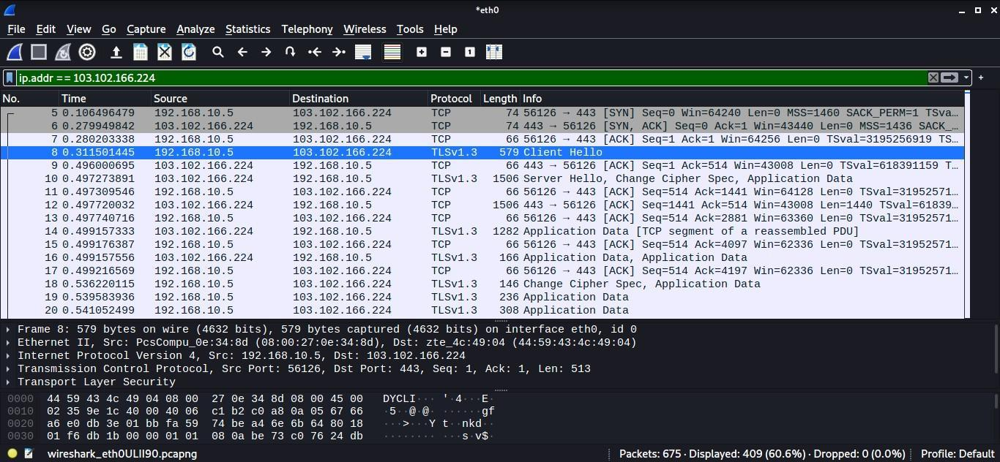 *eth0
File Edit View Go Capture Analyze Statistics Telephony Wireless Tools Help
ip.addr == 103.102.166.224
No. Time Source Destination Protocol Length Info
5 0.106496479 192.168.10.5 103.102.166.224 TCP 74 56126 → 443 [SYN] Seq=0 Win=64240 Len=0 MSS=1460 SACK_PERM=1 TSva…
6 0.279949842 103.102.166.224 192.168.10.5 TCP 74 443 → 56126 [SYN, ACK] Seq=0 Ack=1 Win=43440 Len=0 MSS=1436 SACK_…
7 0.280203338 192.168.10.5 103.102.166.224 TCP 66 56126 → 443 [ACK] Seq=1 Ack=1 Win=64256 Len=0 TSval=3195256919 TS…
8 0.311501445 192.168.10.5 103.102.166.224 TLSv1.3 579 Client Hello
9 0.496000695 103.102.166.224 192.168.10.5 TCP 66 443 → 56126 [ACK] Seq=1 Ack=514 Win=43008 Len=0 TSval=618391159 T…
10 0.497273891 103.102.166.224 192.168.10.5 TLSv1.3 1506 Server Hello, Change Cipher Spec, Application Data
11 0.497309546 192.168.10.5 103.102.166.224 TCP 66 56126 → 443 [ACK] Seq=514 Ack=1441 Win=64128 Len=0 TSval=31952571…
12 0.497720032 103.102.166.224 192.168.10.5 TCP 1506 443 → 56126 [ACK] Seq=1441 Ack=514 Win=43008 Len=1440 TSval=61839…
13 0.497740716 192.168.10.5 103.102.166.224 TCP 66 56126 → 443 [ACK] Seq=514 Ack=2881 Win=63360 Len=0 TSval=31952571…
14 0.499157333 103.102.166.224 192.168.10.5 TLSv1.3 1282 Application Data [TCP segment of a reassembled PDU]
15 0.499176387 192.168.10.5 103.102.166.224 TCP 66 56126 → 443 [ACK] Seq=514 Ack=4097 Win=62336 Len=0 TSval=31952571…
16 0.499157556 103.102.166.224 192.168.10.5 TLSv1.3 166 Application Data, Application Data
17 0.499216569 192.168.10.5 103.102.166.224 TCP 66 56126 → 443 [ACK] Seq=514 Ack=4197 Win=62336 Len=0 TSval=31952571…
18 0.536220115 192.168.10.5 103.102.166.224 TLSv1.3 146 Change Cipher Spec, Application Data
19 0.539583936 192.168.10.5 103.102.166.224 TLSv1.3 236 Application Data
20 0.541052499 192.168.10.5 103.102.166.224 TLSv1.3 308 Application Data
Frame 8: 579 bytes on wire (4632 bits), 579 bytes captured (4632 bits) on interface eth0, id 0
Ethernet II, Src: PcsCompu_0e:34:8d (08:00:27:0e:34:8d), Dst: zte_4c:49:04 (44:59:43:4c:49:04)
Internet Protocol Version 4, Src: 192.168.10.5, Dst: 103.102.166.224
Transmission Control Protocol, Src Port: 56126, Dst Port: 443, Seq: 1, Ack: 1, Len: 513
Transport Layer Security
0000 44 59 43 4c 49 04 08 00 27 0e 34 8d 08 00 45 00 DYCLI··· '·4···E·
0010 02 35 9e 1c 40 00 40 06 c1 b2 c0 a8 0a 05 67 66 ·5··@·@· ······gf
0020 a6 e0 db 3e 01 bb fa 59 74 be a4 6e 6b 64 80 18 ···>···Y t··nkd··
0030 01 f6 db 1b 00 00 01 01 08 0a be 73 c0 76 24 db ········ ···s·v$·
wireshark_eth0ULII90.pcapng Packets: 675 · Displayed: 409 (60.6%) · Dropped: 0 (0.0%) Profile: Default